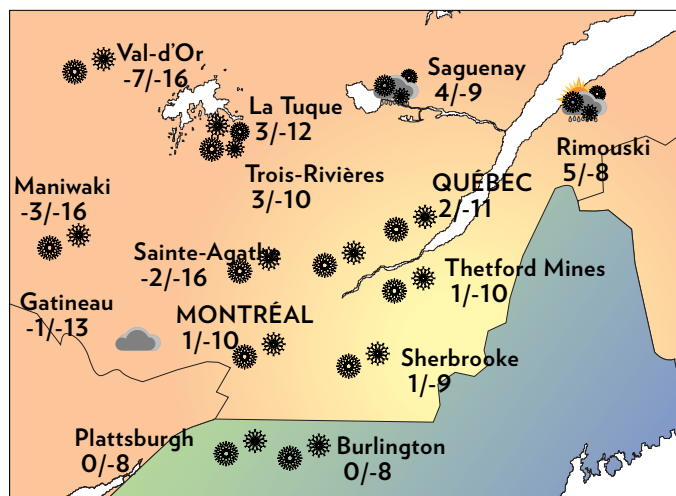 Val-d'Or
-7/-16
Saguenay
4/-9
La Tuque
3/-12
Rimouski
5/-8
Trois-Rivières
3/-10
Maniwaki
-3/-16
QUÉBEC
2/-11
Sainte-Agathe
-2/-16
Thetford Mines
1/-10
Gatineau
-1/-13
MONTRÉAL
1/-10
Sherbrooke
1/-9
Plattsburgh
0/-8
Burlington
0/-8